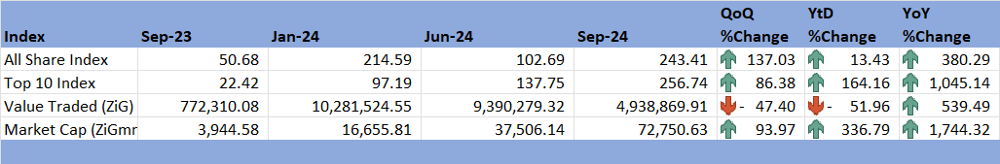 QoQ YtD YoY
Index Sep-23 Jan-24 Jun-24 Sep-24 %Change %Change %Change
All Share Index 50.68 214.59 102.69 243.41 137.03 13.43 380.29
Top 10 Index 22.42 97.19 137.75 256.74 86.38 164.16 1,045.14
Value Traded (ZiG) 772,310.08 10,281,524.55 9,390,279.32 4,938,869.91 - 47.40 - 51.96 539.49
Market Cap (ZiGmr 3,944.58 16,655.81 37,506.14 72,750.63 93.97 336.79 1,744.32